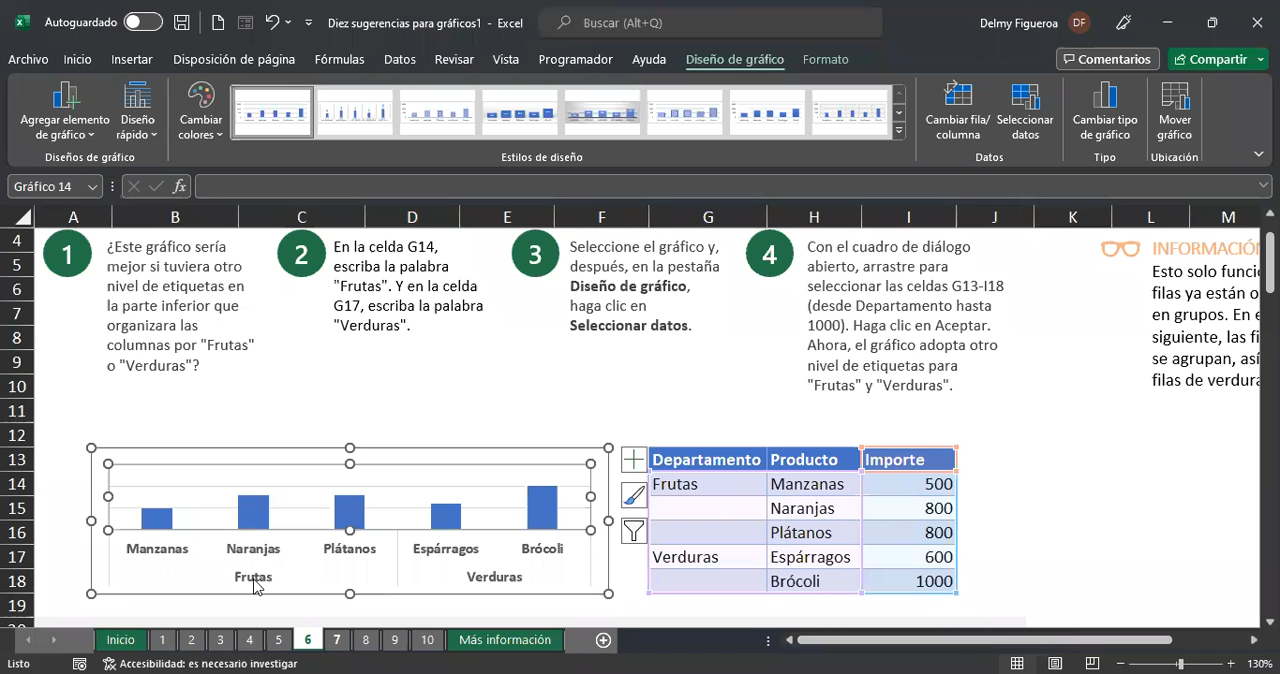 Autoguardado
Diez sugerencias para gráficos1 - Excel
Buscar (Alt+Q)
Delmy Figueroa
DF
Archivo Inicio Insertar Disposición de página Fórmulas Datos Revisar Vista Programador Ayuda Diseño de gráfico Formato
Comentarios
Compartir
Agregar elemento
de gráfico
Diseño
rápido
Cambiar
colores
Cambiar fila/
columna
Seleccionar
datos
Cambiar tipo
de gráfico
Mover
gráfico
Diseños de gráfico
Estilos de diseño
Datos
Tipo
Ubicación
Gráfico 14
fx
A B C D E F G H I J K L M
4
5
6
7
8
9
10
11
12
13
14
15
16
17
18
19
1
¿Este gráfico sería
mejor si tuviera otro
nivel de etiquetas en
la parte inferior que
organizara las
columnas por "Frutas"
o "Verduras"?
2
En la celda G14,
escriba la palabra
"Frutas". Y en la celda
G17, escriba la palabra
"Verduras".
3
Seleccione el gráfico y,
después, en la pestaña
Diseño de gráfico,
haga clic en
Seleccionar datos.
4
Con el cuadro de diálogo
abierto, arrastre para
seleccionar las celdas G13-I18
(desde Departamento hasta
1000). Haga clic en Aceptar.
Ahora, el gráfico adopta otro
nivel de etiquetas para
"Frutas" y "Verduras".
INFORMACIÓN
Esto solo funci
filas ya están o
en grupos. En e
siguiente, las fi
se agrupan, así
filas de verdura
Manzanas Naranjas Plátanos Espárragos Brócoli
Frutas Verduras
Departamento Producto Importe
Frutas Manzanas 500
Naranjas 800
Plátanos 800
Verduras Espárragos 600
Brócoli 1000
Inicio 1 2 3 4 5 6 7 8 9 10 Más información
Listo
Accesibilidad: es necesario investigar
130%